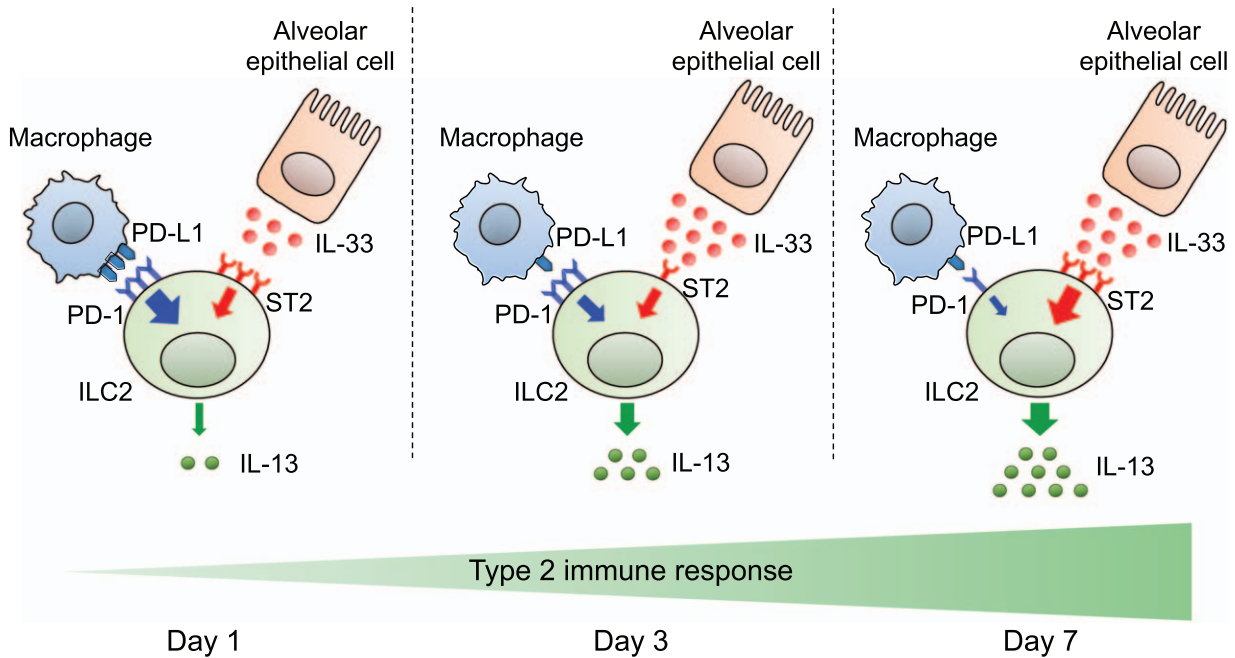 Alveolar
epithelial cell
Macrophage
PD-L1
IL-33
PD-1
ST2
ILC2
IL-13
Alveolar
epithelial cell
Macrophage
PD-L1
IL-33
PD-1
ST2
ILC2
IL-13
Alveolar
epithelial cell
Macrophage
PD-L1
IL-33
PD-1
ST2
ILC2
IL-13
Type 2 immune response
Day 1
Day 3
Day 7